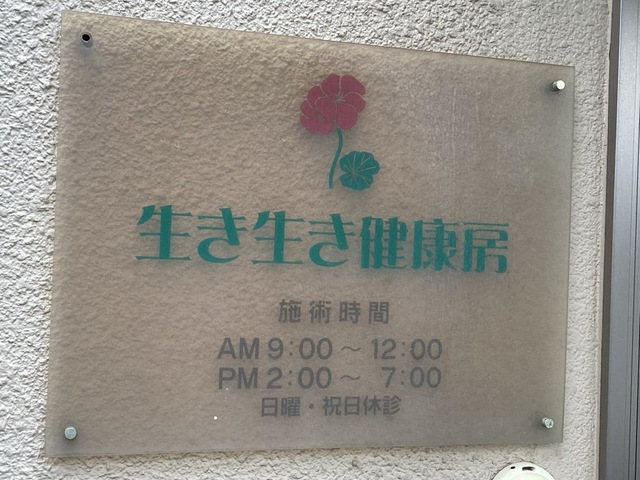 生き生き健康房
施術時間
AM 9:00〜12:00
PM 2:00〜 7:00
日曜・祝日休診